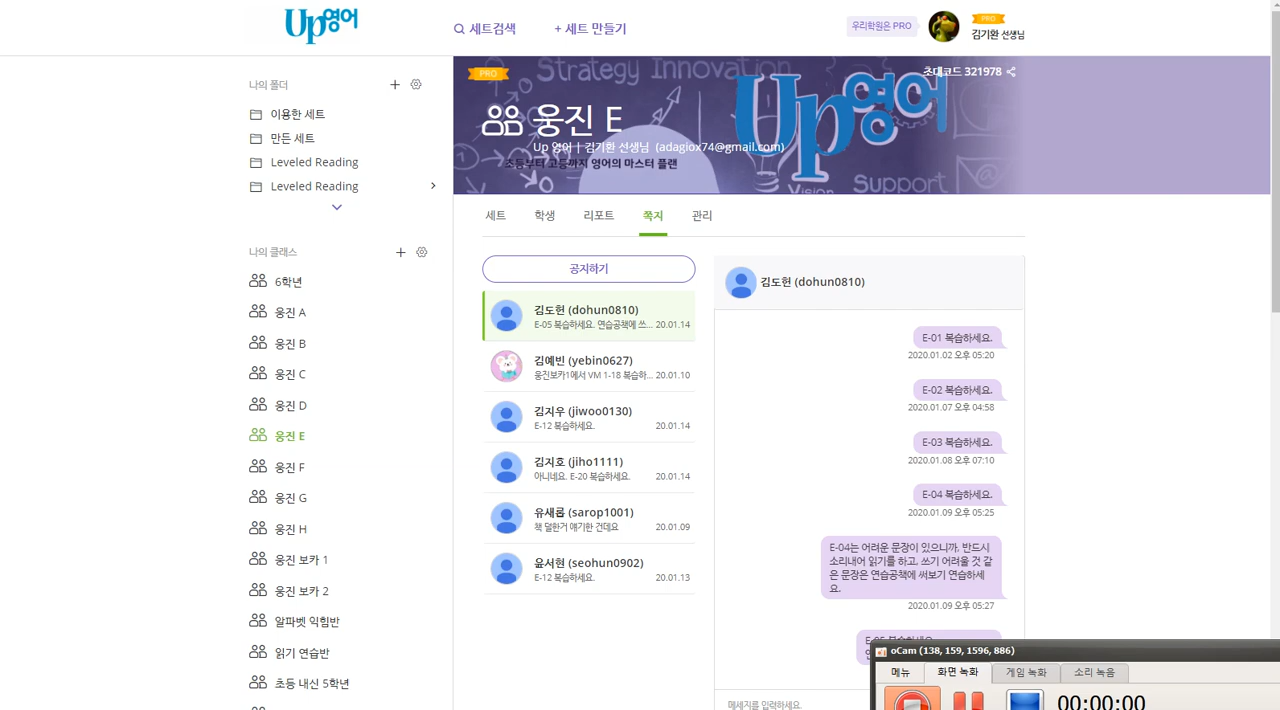 Up영어
세트검색
+ 세트 만들기
우리학원은 PRO
PRO
김기환 선생님
나의 폴더
이용한 세트
만든 세트
Leveled Reading
Leveled Reading
나의 클래스
6학년
웅진 A
웅진 B
웅진 C
웅진 D
웅진 E
웅진 F
웅진 G
웅진 H
웅진 보카 1
웅진 보카 2
알파벳 익힘반
읽기 연습반
초등 내신 5학년
PRO
Strategy Innovation
초대코드 321978
Up영어
웅진 E
Up 영어 | 김기환 선생님 (adagiox74@gmail.com)
초등부터 고등까지 영어의 마스터 플랜
Vision
Support
세트
학생
리포트
쪽지
관리
공지하기
김도헌 (dohun0810)
E-05 복습하세요. 연습공책에 쓰... 20.01.14
김예빈 (yebin0627)
웅진보카1에서 VM 1-18 복습하... 20.01.10
김지우 (jiwoo0130)
E-12 복습하세요. 20.01.14
김지호 (jiho1111)
아니네요. E-20 복습하세요. 20.01.14
유새롭 (sarop1001)
책 덜한거 얘기한 건데요 20.01.09
윤서현 (seohun0902)
E-12 복습하세요. 20.01.13
김도헌 (dohun0810)
E-01 복습하세요.
2020.01.02 오후 05:20
E-02 복습하세요.
2020.01.07 오후 04:58
E-03 복습하세요.
2020.01.08 오후 07:10
E-04 복습하세요.
2020.01.09 오후 05:25
E-04는 어려운 문장이 있으니까, 반드시
소리내어 읽기를 하고, 쓰기 어려울 것 같
은 문장은 연습공책에 써보기 연습하세
요.
2020.01.09 오후 05:27
E-05 복습하세요.
메세지를 입력하세요.
oCam (138, 159, 1596, 886)
메뉴
화면 녹화
게임 녹화
소리 녹음
00:00:00